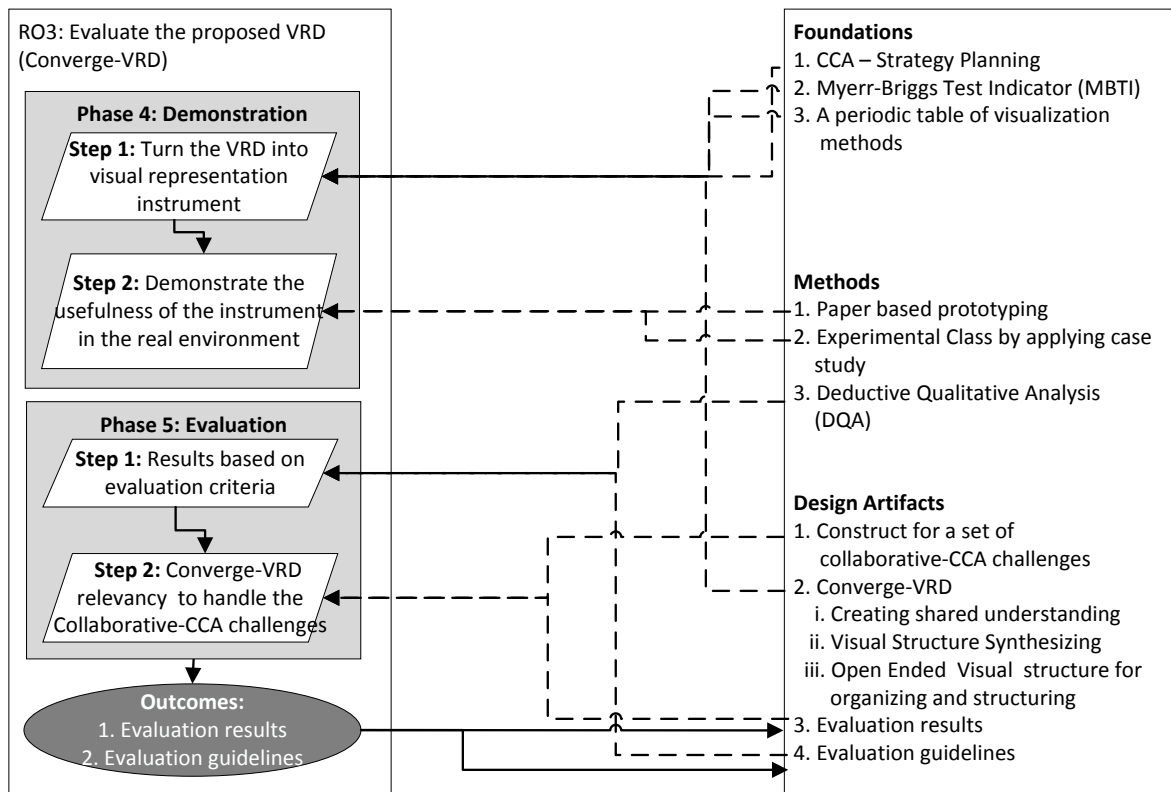 RO3: Evaluate the proposed VRD
(Converge-VRD)
Phase 4: Demonstration
Step 1: Turn the VRD into
visual representation
instrument
Step 2: Demonstrate the
usefulness of the instrument
in the real environment
Phase 5: Evaluation
Step 1: Results based on
evaluation criteria
Step 2: Converge-VRD
relevancy to handle the
Collaborative-CCA challenges
Outcomes:
1. Evaluation results
2. Evaluation guidelines
Foundations
1. CCA – Strategy Planning
2. Myerr-Briggs Test Indicator (MBTI)
3. A periodic table of visualization
methods
Methods
1. Paper based prototyping
2. Experimental Class by applying case
study
3. Deductive Qualitative Analysis
(DQA)
Design Artifacts
1. Construct for a set of
collaborative-CCA challenges
2. Converge-VRD
i. Creating shared understanding
ii. Visual Structure Synthesizing
iii. Open Ended Visual structure for
organizing and structuring
3. Evaluation results
4. Evaluation guidelines